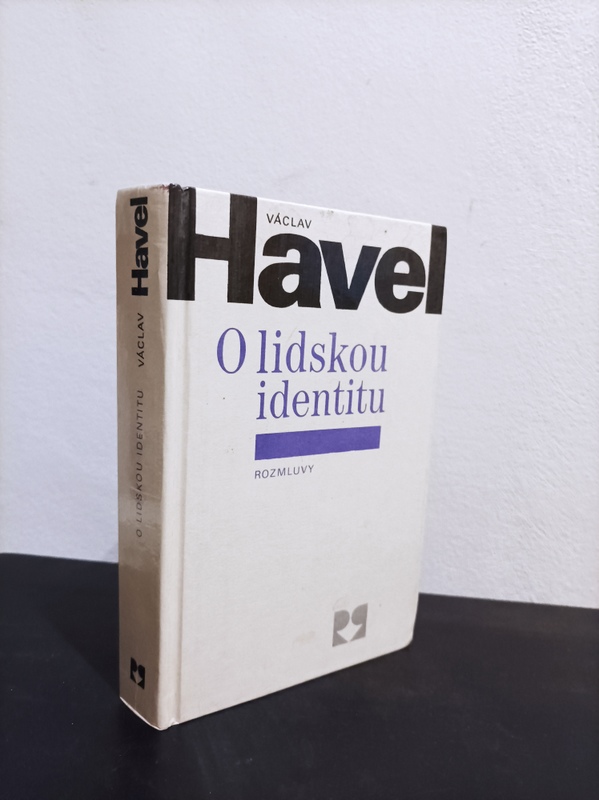 VÁCLAV
Havel
O lidskou
identitu
ROZMLUVY
O LIDSKOU IDENTITU VÁCLAV Havel